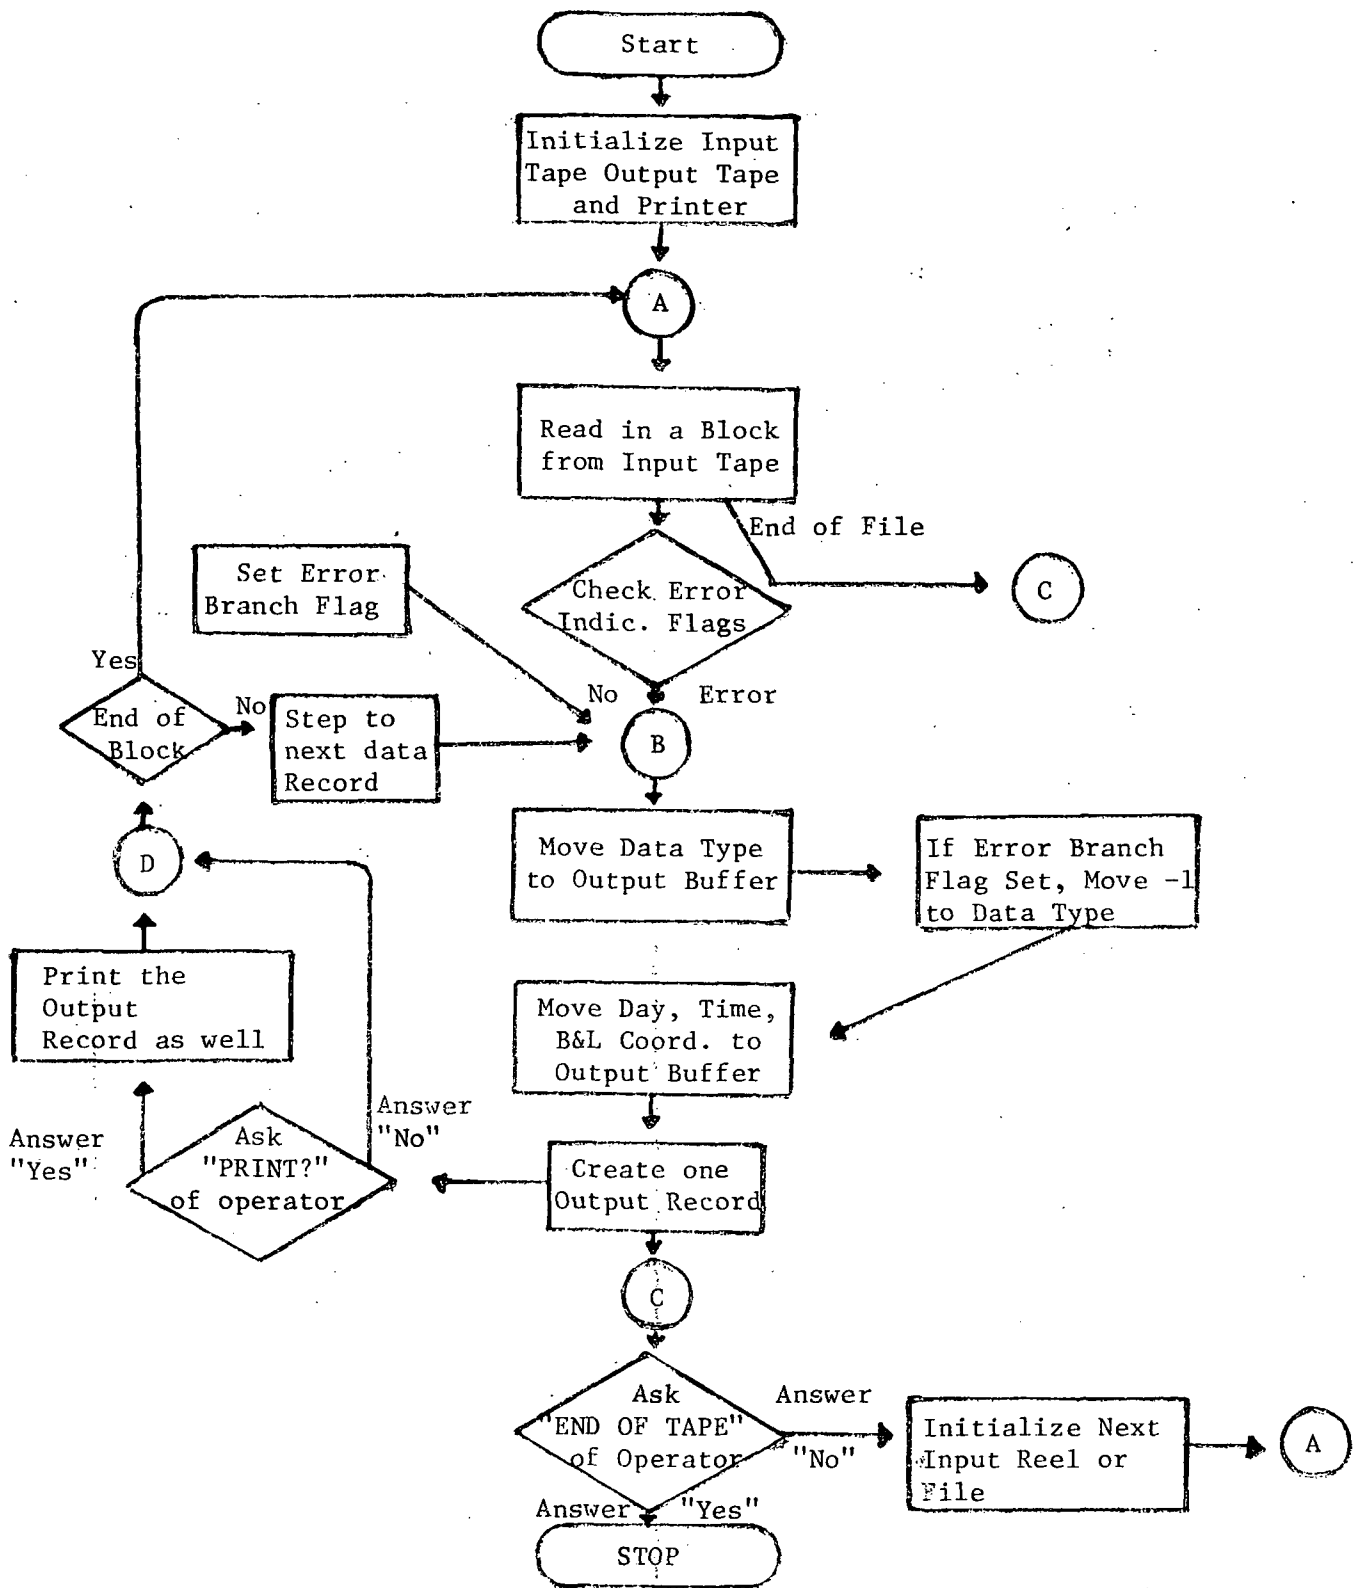 Start
Initialize Input
Tape Output Tape
and Printer
A
Read in a Block
from Input Tape
End of File
C
Check Error
Indic. Flags
Set Error
Branch Flag
No Error
Yes
End of
Block
No
Step to
next data
Record
B
D
Move Data Type
to Output Buffer
If Error Branch
Flag Set, Move -1
to Data Type
Print the
Output
Record as well
Move Day, Time,
B&L Coord. to
Output Buffer
Answer
"Yes"
Ask
"PRINT?"
of operator
Answer
"No"
Create one
Output Record
C
Ask
"END OF TAPE"
of Operator
Answer
"No"
Initialize Next
Input Reel or
File
A
Answer "Yes"
STOP